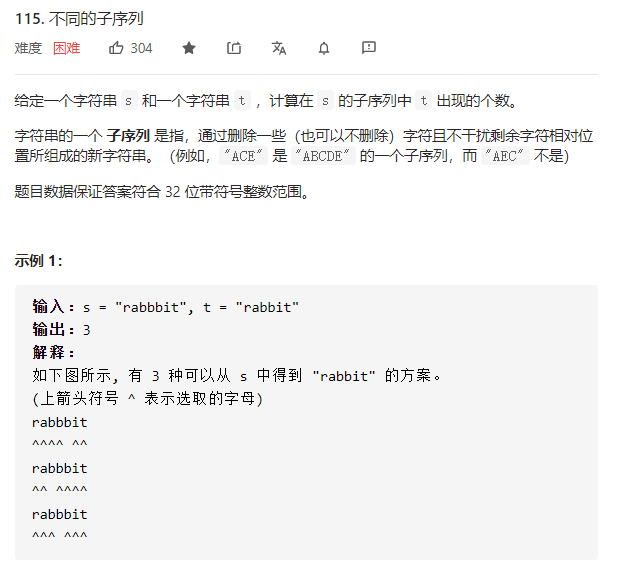 115. 不同的子序列
难度 困难 304
给定一个字符串 s 和一个字符串 t ，计算在 s 的子序列中 t 出现的个数。
字符串的一个 子序列 是指，通过删除一些（也可以不删除）字符且不干扰剩余字符相对位
置所组成的新字符串。（例如，"ACE" 是 "ABCDE" 的一个子序列，而 "AEC" 不是）
题目数据保证答案符合 32 位带符号整数范围。
示例 1：
输入：s = "rabbbit", t = "rabbit"
输出：3
解释：
如下图所示, 有 3 种可以从 s 中得到 "rabbit" 的方案。
(上箭头符号 ^ 表示选取的字母)
rabbbit
^^^^ ^^
rabbbit
^^ ^^^^
rabbbit
^^^ ^^^